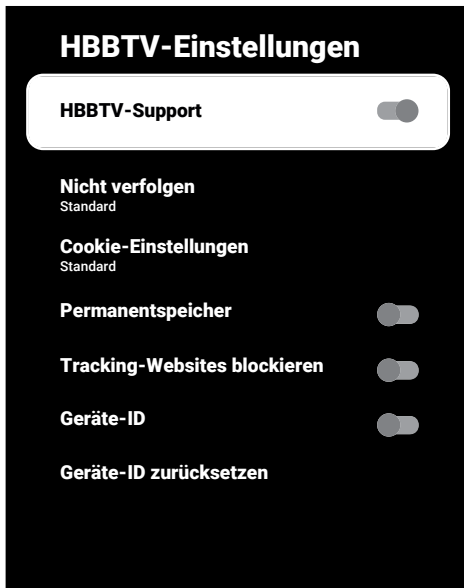 HBBTV-Einstellungen
HBBTV-Support
Nicht verfolgen
Standard
Cookie-Einstellungen
Standard
Permanentspeicher
Tracking-Websites blockieren
Geräte-ID
Geräte-ID zurücksetzen